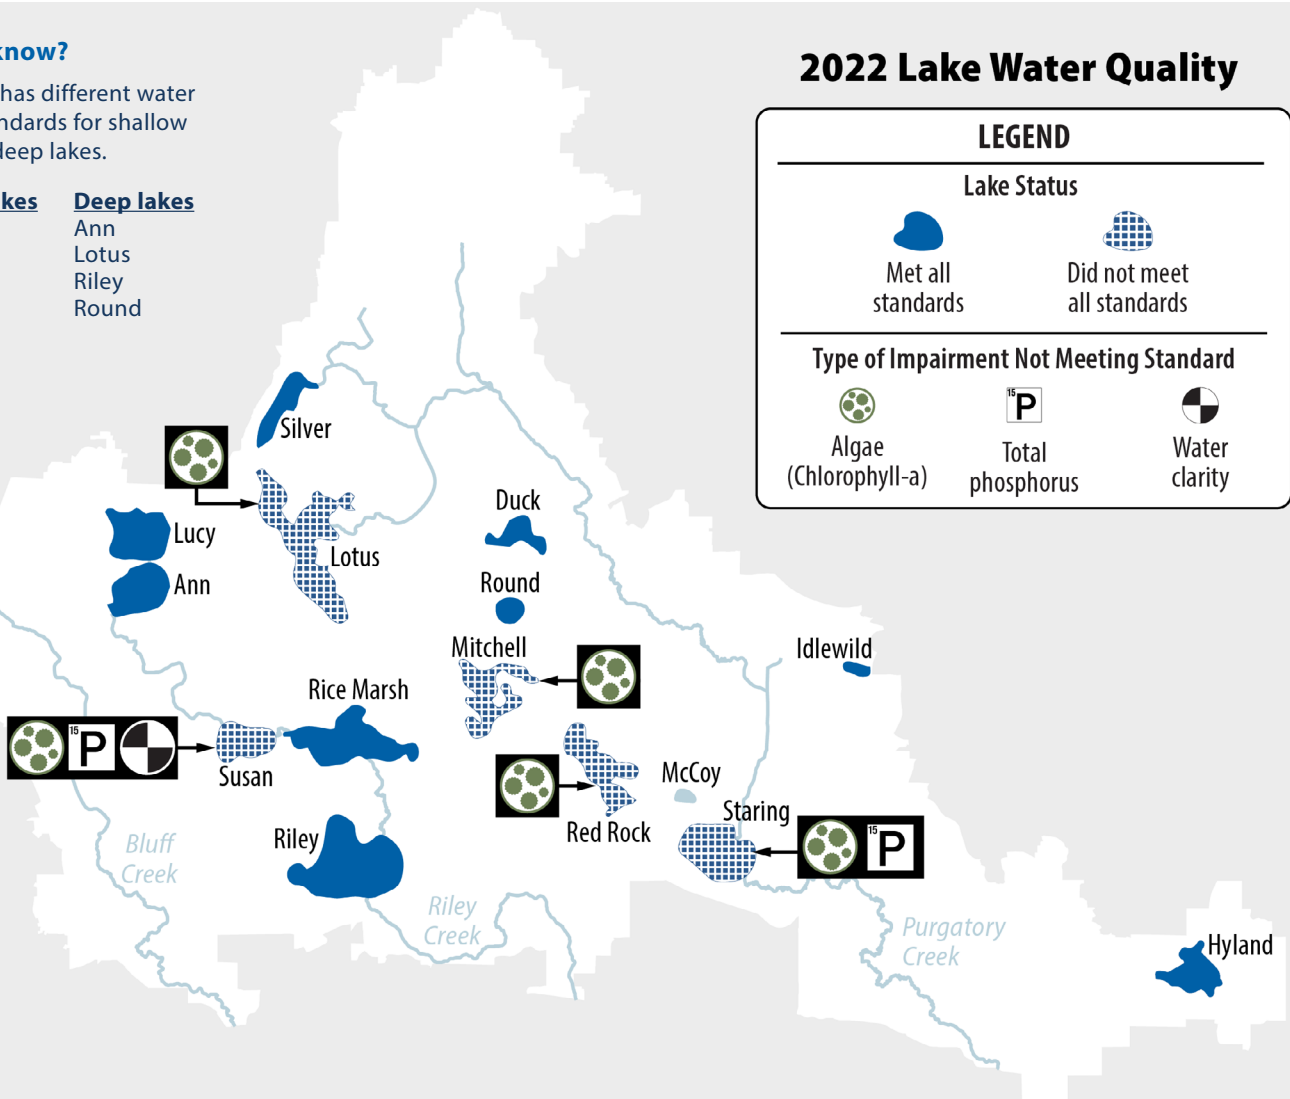 know?
has different water
ndards for shallow
deep lakes.
kes
Deep lakes
Ann
Lotus
Riley
Round
2022 Lake Water Quality
LEGEND
Lake Status
Met all
standards
Did not meet
all standards
Type of Impairment Not Meeting Standard
15
P
Algae
(Chlorophyll-a)
Total
phosphorus
Water
clarity
Silver
Lucy
Ann
Lotus
Duck
Round
Mitchell
Idlewild
Rice Marsh
15
P
Susan
McCoy
Staring
Red Rock
15
P
Riley
Bluff
Creek
Riley
Creek
Purgatory
Creek
Hyland